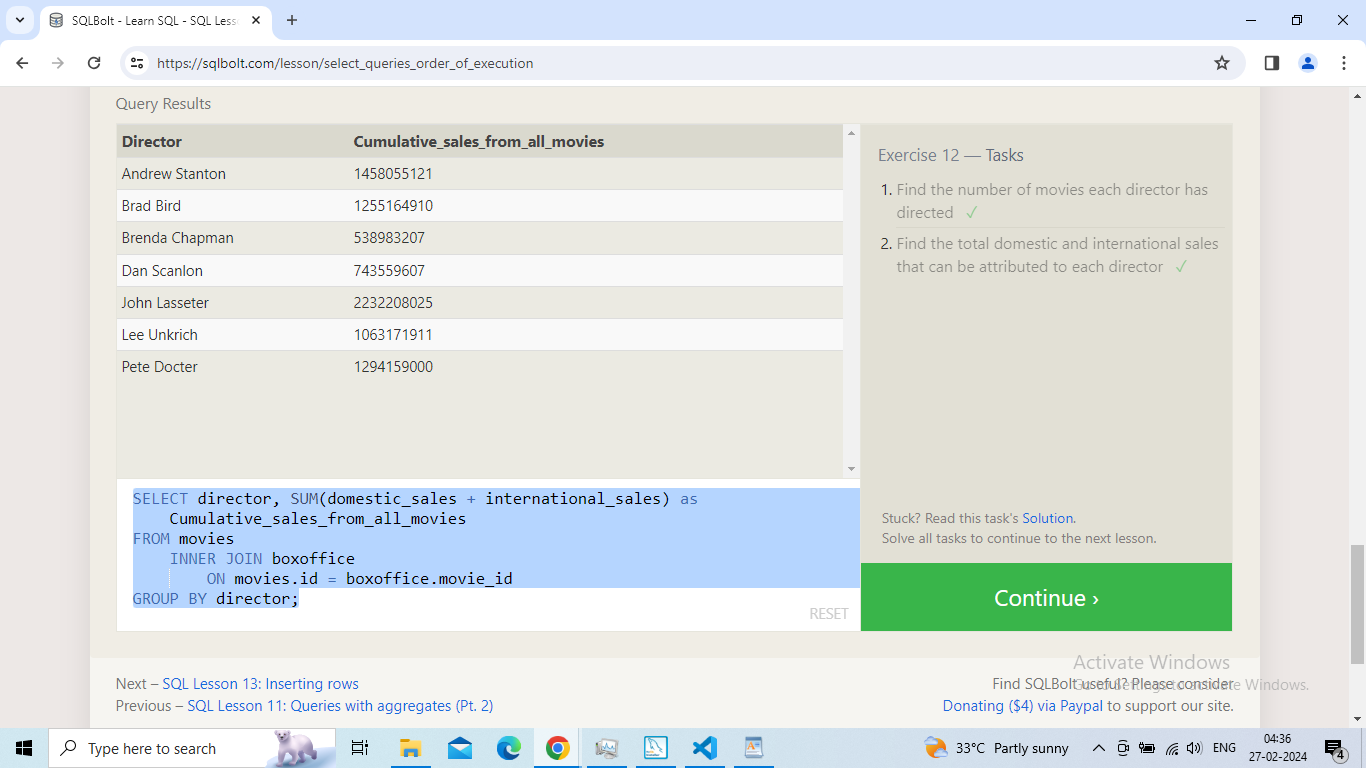 SQLBolt - Learn SQL - SQL Less
https://sqlbolt.com/lesson/select_queries_order_of_execution
Query Results
Director Cumulative_sales_from_all_movies
Andrew Stanton 1458055121
Brad Bird 1255164910
Brenda Chapman 538983207
Dan Scanlon 743559607
John Lasseter 2232208025
Lee Unkrich 1063171911
Pete Docter 1294159000
Exercise 12 — Tasks
1. Find the number of movies each director has
directed ✓
2. Find the total domestic and international sales
that can be attributed to each director ✓
Stuck? Read this task's Solution.
Solve all tasks to continue to the next lesson.
Continue ›
SELECT director, SUM(domestic_sales + international_sales) as
Cumulative_sales_from_all_movies
FROM movies
INNER JOIN boxoffice
ON movies.id = boxoffice.movie_id
GROUP BY director;
RESET
Next – SQL Lesson 13: Inserting rows
Previous – SQL Lesson 11: Queries with aggregates (Pt. 2)
Find SQLBolt useful? Please consider
Donating ($4) via Paypal to support our site.
Activate Windows
Go to Settings to activate Windows.
Type here to search
33°C Partly sunny
ENG
04:36
27-02-2024
4